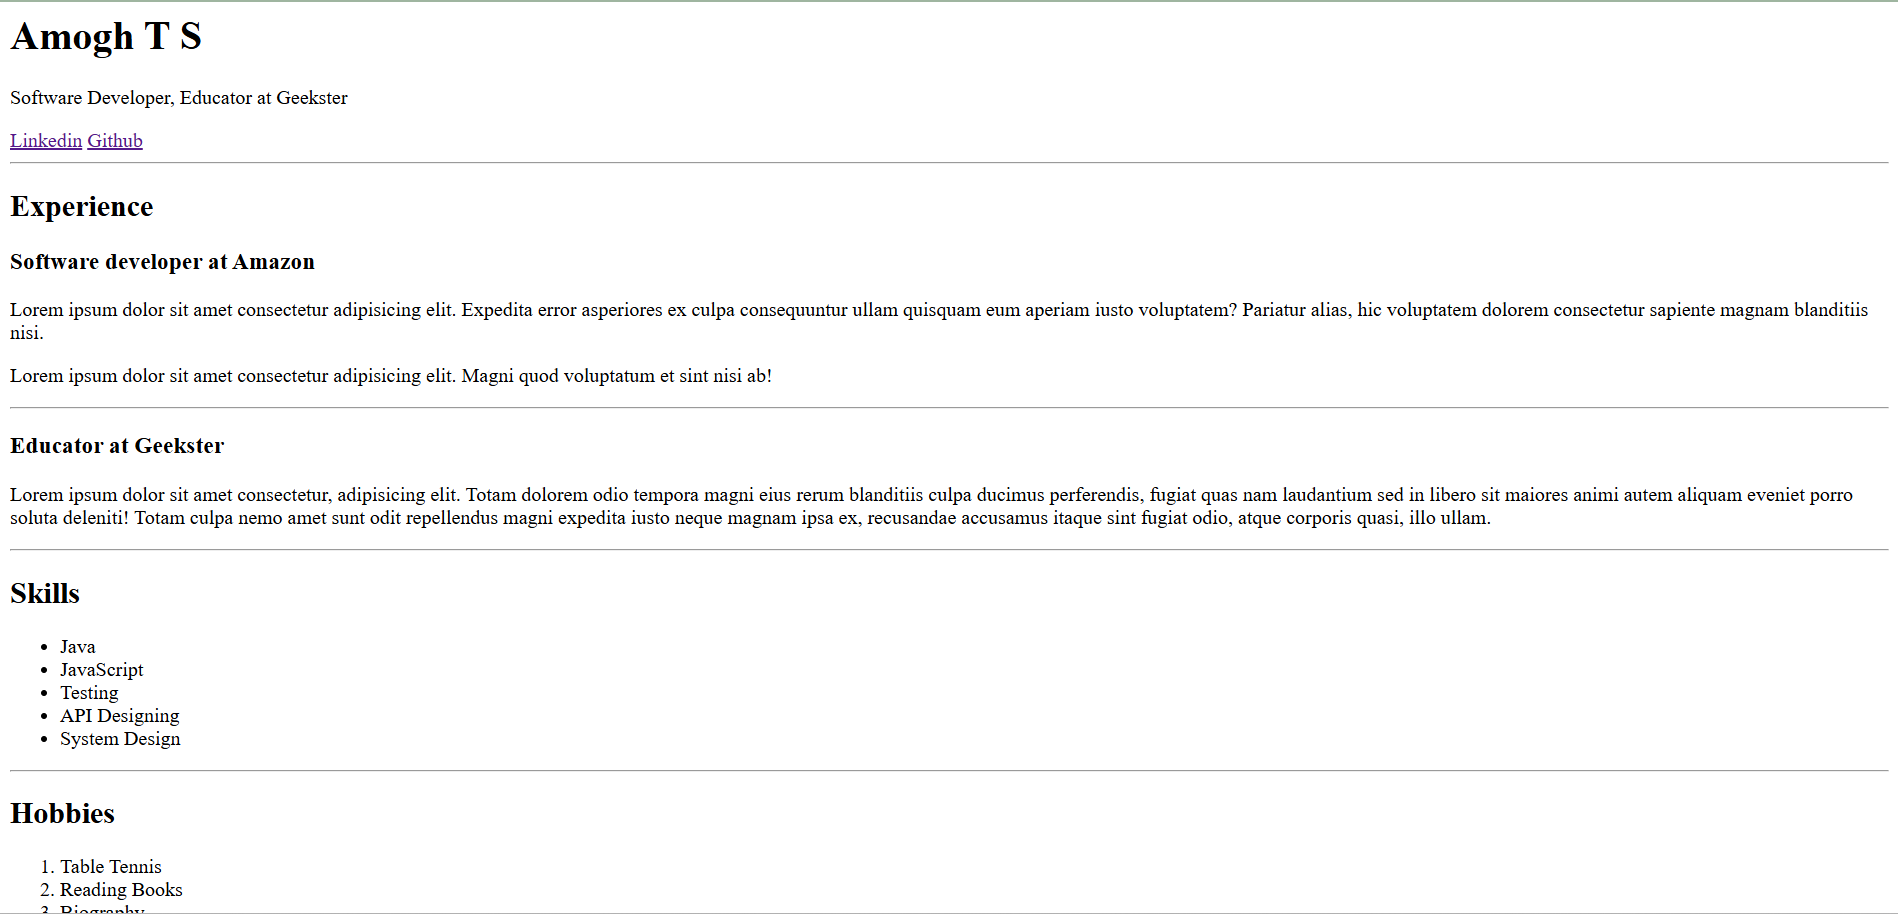 Amogh T S
Software Developer, Educator at Geekster
Linkedin Github
Experience
Software developer at Amazon
Lorem ipsum dolor sit amet consectetur adipisicing elit. Expedita error asperiores ex culpa consequuntur ullam quisquam eum aperiam iusto voluptatem? Pariatur alias, hic voluptatem dolorem consectetur sapiente magnam blanditiis
nisi.
Lorem ipsum dolor sit amet consectetur adipisicing elit. Magni quod voluptatum et sint nisi ab!
Educator at Geekster
Lorem ipsum dolor sit amet consectetur, adipisicing elit. Totam dolorem odio tempora magni eius rerum blanditiis culpa ducimus perferendis, fugiat quas nam laudantium sed in libero sit maiores animi autem aliquam eveniet porro
soluta deleniti! Totam culpa nemo amet sunt odit repellendus magni expedita iusto neque magnam ipsa ex, recusandae accusamus itaque sint fugiat odio, atque corporis quasi, illo ullam.
Skills
• Java
• JavaScript
• Testing
• API Designing
• System Design
Hobbies
1. Table Tennis
2. Reading Books
3. Biography